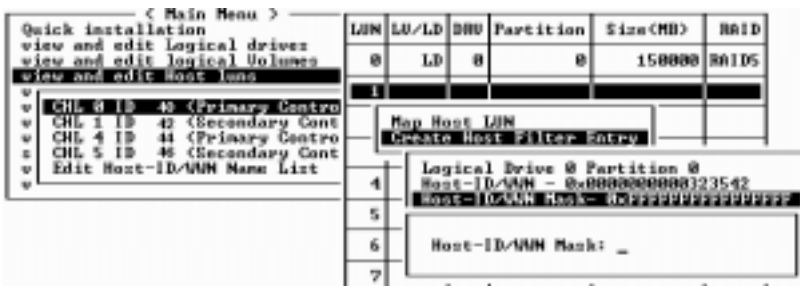 < Main Menu >
Quick installation
view and edit Logical drives
view and edit logical Volumes
view and edit Host luns
v
v CHL 0 ID 40 (Primary Contro
v CHL 1 ID 42 (Secondary Cont
v CHL 4 ID 44 (Primary Contro
s CHL 5 ID 46 (Secondary Cont
v Edit Host-ID/WWN Name List
v
LUN LV/LD DRV Partition Size(MB) RAID
0 LD 0 0 150000 RAID5
1
Map Host LUN
Create Host Filter Entry
Logical Drive 0 Partition 0
4 Host-ID/WWN - 0x0000000000323542
Host-ID/WWN Mask- 0xFFFFFFFFFFFFFFFF
5
6 Host-ID/WWN Mask: _
7